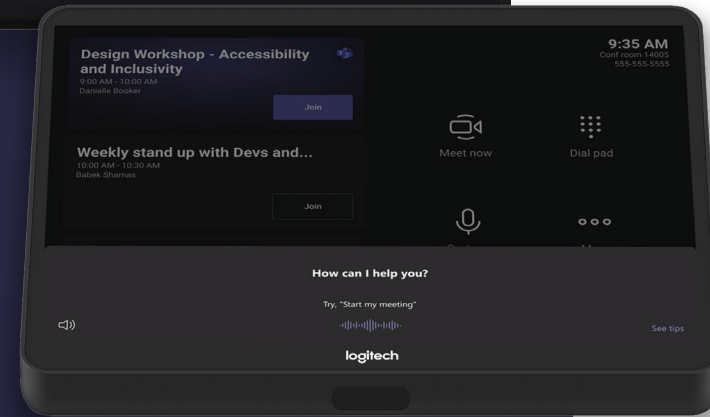 Design Workshop - Accessibility
and Inclusivity
9:00 AM - 10:00 AM
Danielle Booker
Join
Weekly stand up with Devs and...
10:00 AM - 10:30 AM
Babek Shamas
Join
9:35 AM
Conf room 14005
555-555-5555
Meet now
Dial pad
How can I help you?
Try, "Start my meeting"
See tips
logitech